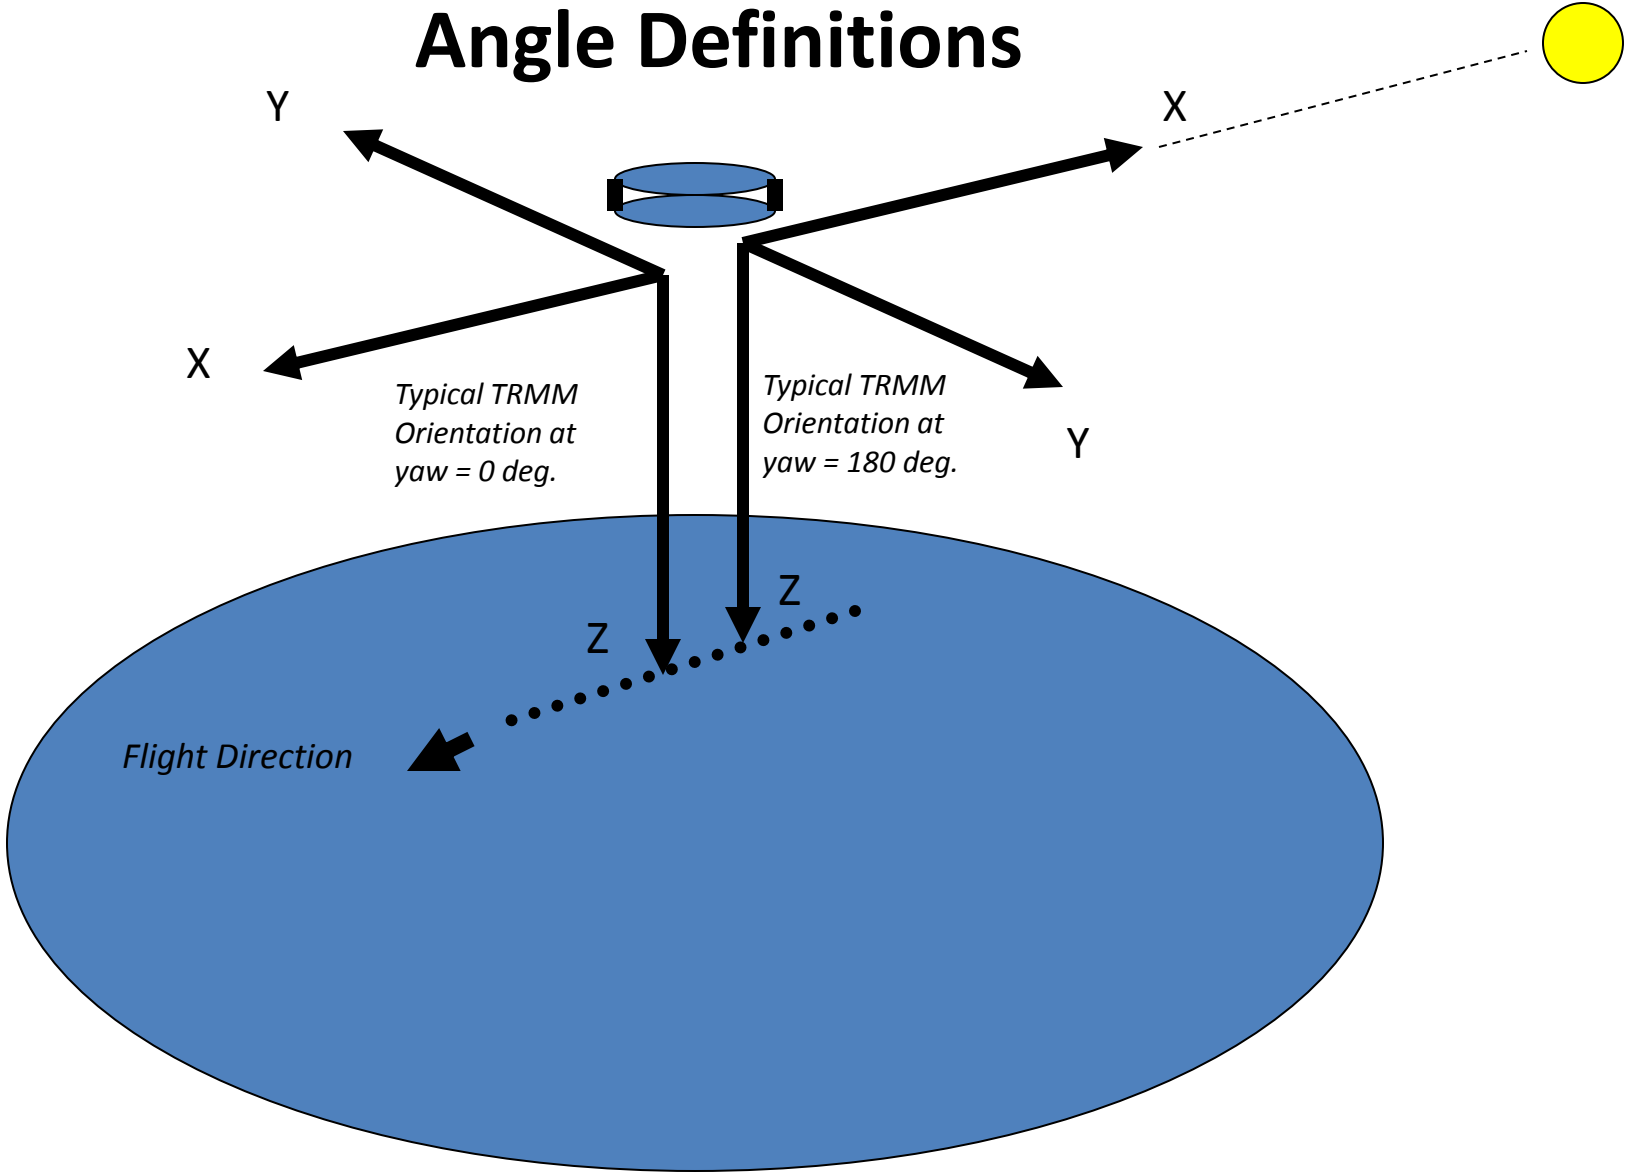 Angle Definitions
Y
X
X
Typical TRMM
Orientation at
yaw = 0 deg.
Typical TRMM
Orientation at
yaw = 180 deg.
Y
Z
Z
Flight Direction